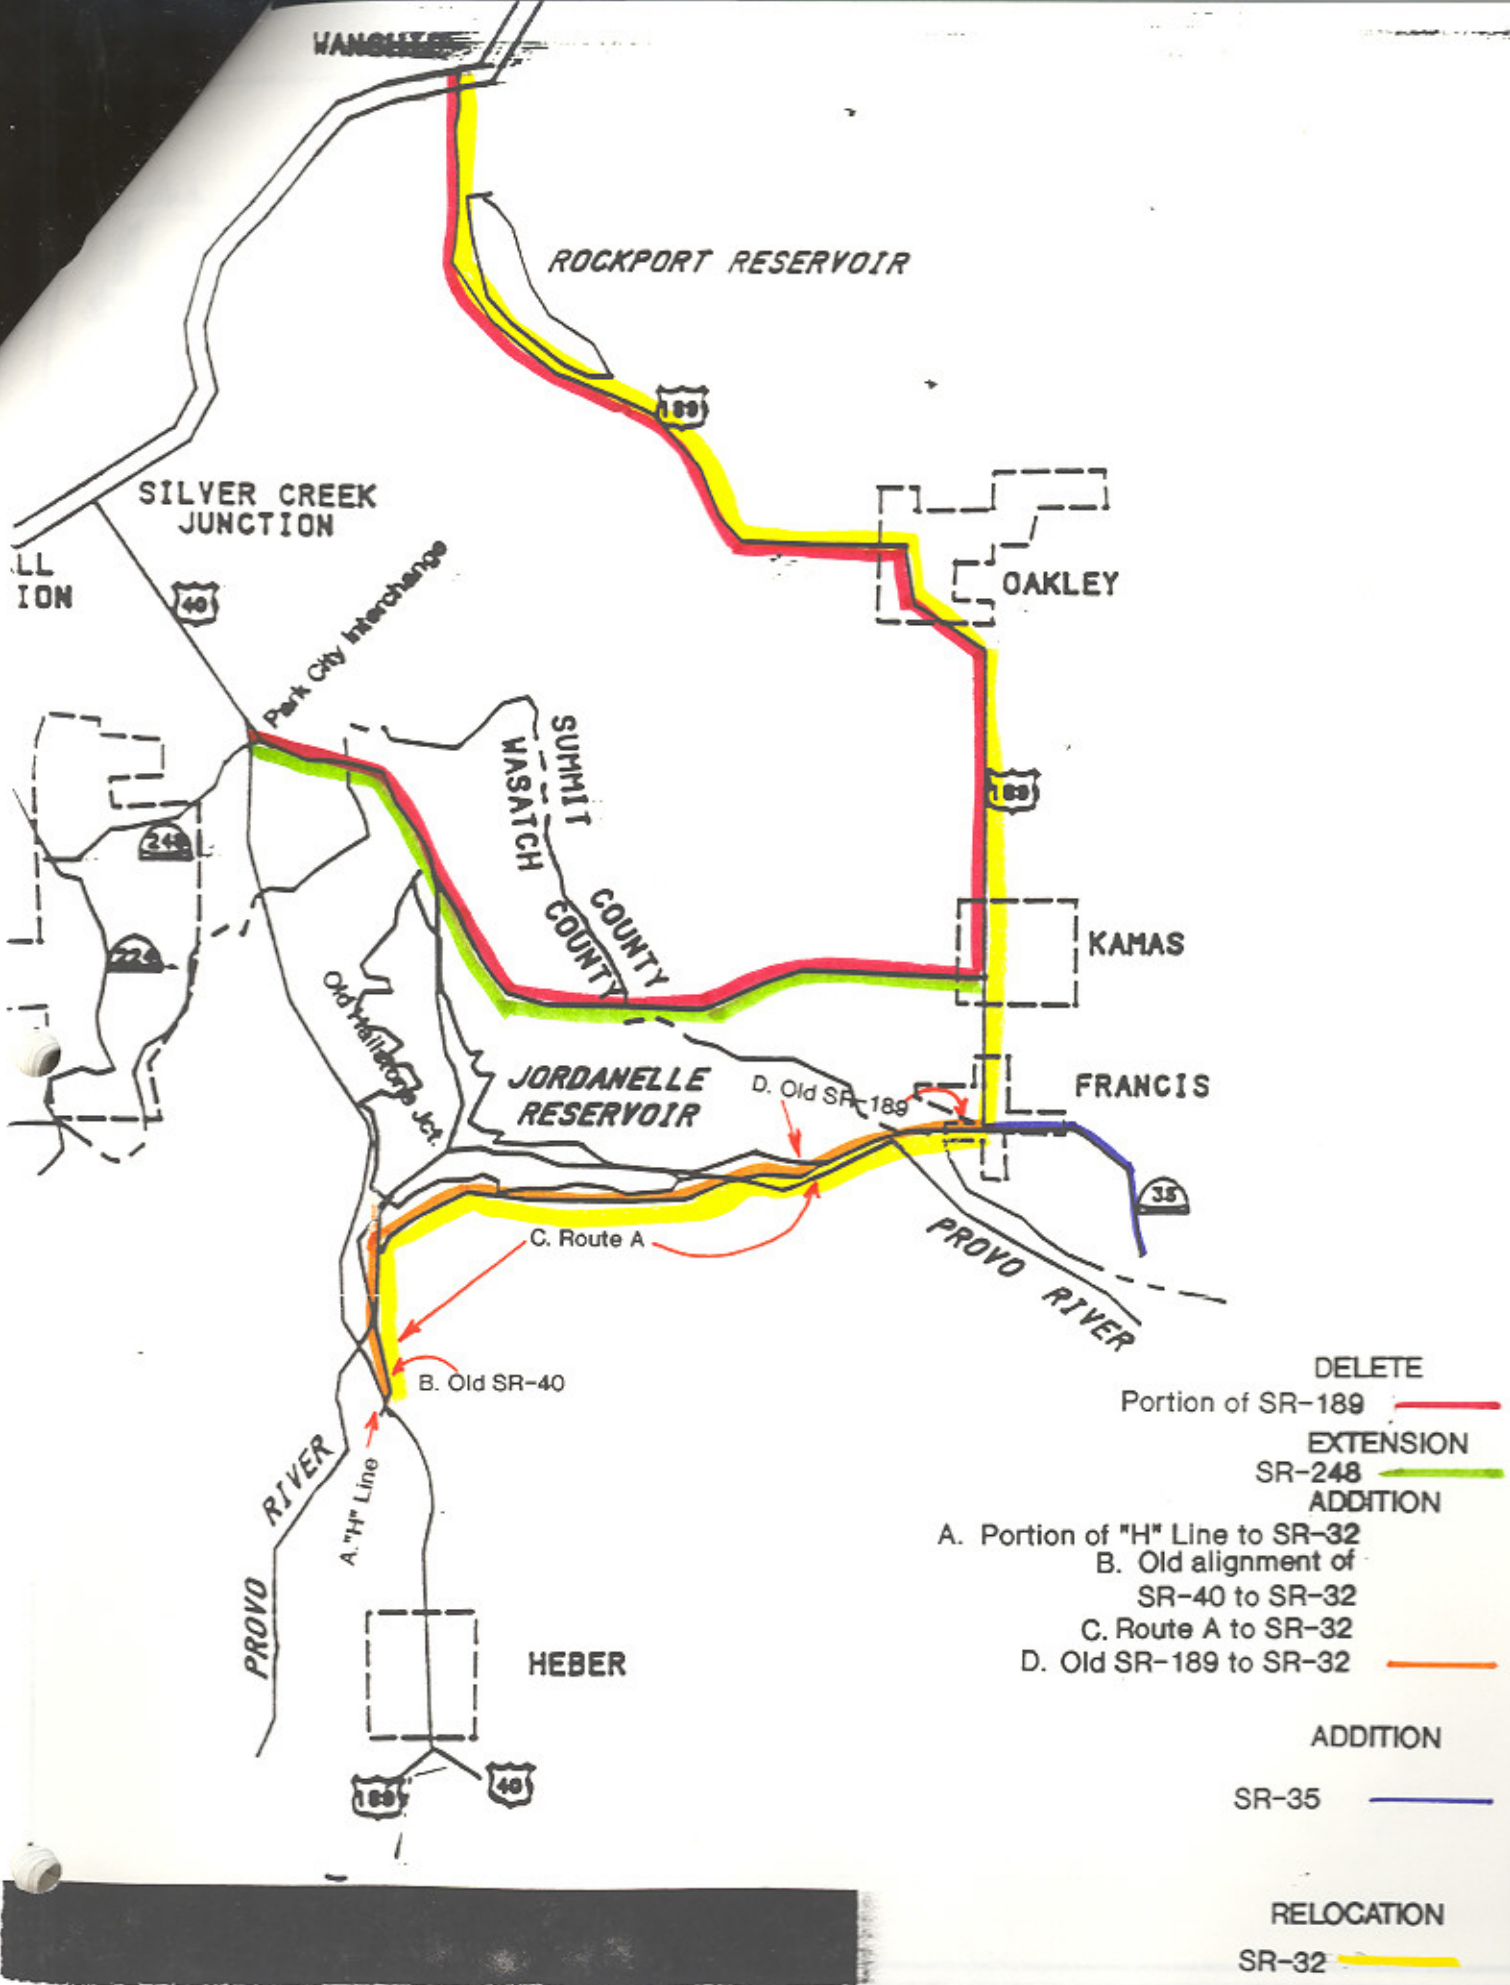 ROCKPORT RESERVOIR
189
SILVER CREEK
JUNCTION
LL
ION
40
Park City Interchange
OAKLEY
SUMMIT
WASATCH
COUNTY
COUNTY
189
248
224
KAMAS
Jct.
JORDANELLE
RESERVOIR
D. Old SR-189
FRANCIS
35
C. Route A
PROVO RIVER
B. Old SR-40
A. "H" Line
PROVO RIVER
HEBER
189
40
DELETE
Portion of SR-189
EXTENSION
SR-248
ADDITION
A. Portion of "H" Line to SR-32
B. Old alignment of
SR-40 to SR-32
C. Route A to SR-32
D. Old SR-189 to SR-32
ADDITION
SR-35
RELOCATION
SR-32